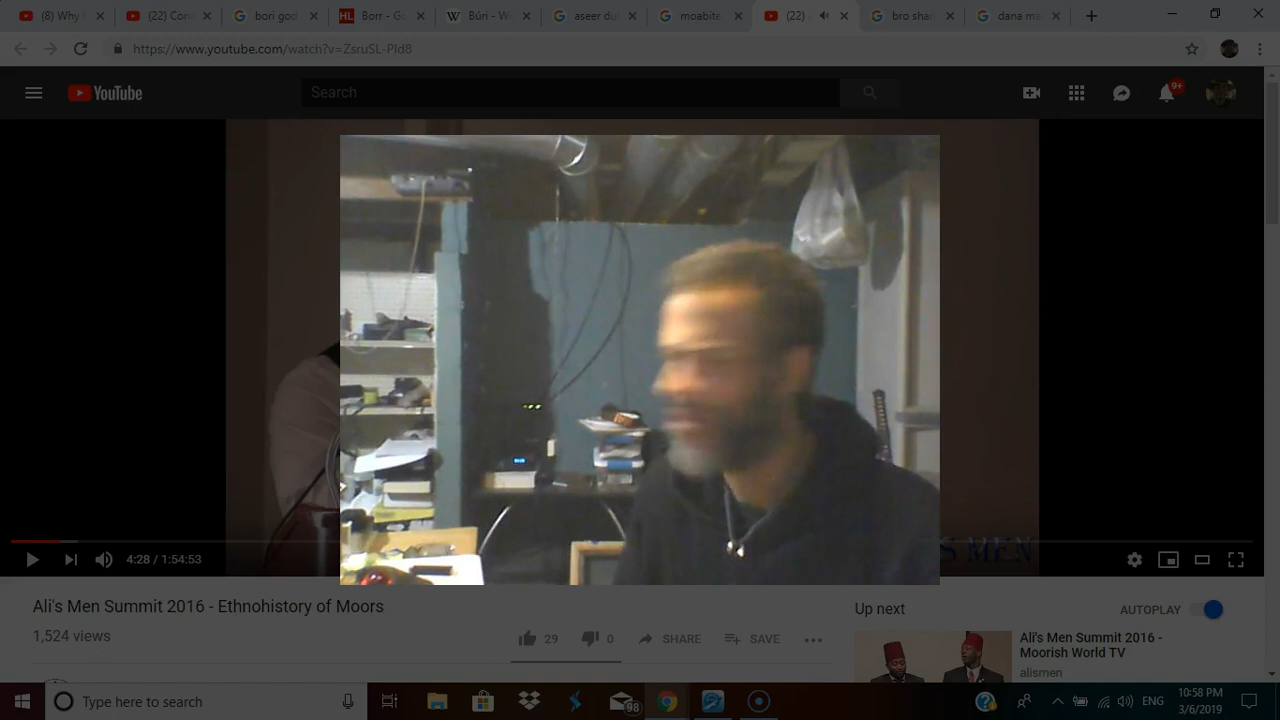 (8) Why
(22) Con
bori god
Borr - Go
Búri - W
aseer du
moabite
(22)
bro shar
dana ma
https://www.youtube.com/watch?v=ZsruSL-PId8
YouTube
Search
9+
4:28 / 1:54:53
S MEN
Ali's Men Summit 2016 - Ethnohistory of Moors
1,524 views
29
0
SHARE
SAVE
Up next
AUTOPLAY
Ali's Men Summit 2016 -
Moorish World TV
alismen
Type here to search
98
ENG
10:58 PM
3/6/2019